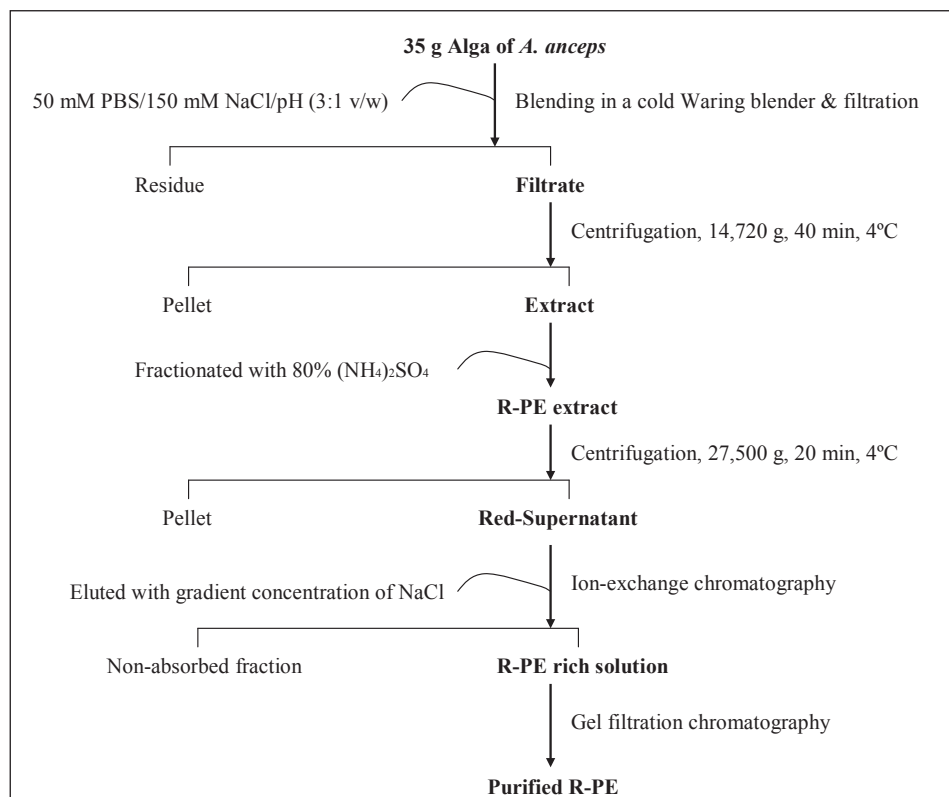 35 g Alga of A. anceps
50 mM PBS/150 mM NaCl/pH (3:1 v/w)
Blending in a cold Waring blender & filtration
Residue
Filtrate
Centrifugation, 14,720 g, 40 min, 4ºC
Pellet
Extract
Fractionated with 80% (NH₄)₂SO₄
R-PE extract
Centrifugation, 27,500 g, 20 min, 4ºC
Pellet
Red-Supernatant
Eluted with gradient concentration of NaCl
Ion-exchange chromatography
Non-absorbed fraction
R-PE rich solution
Gel filtration chromatography
Purified R-PE